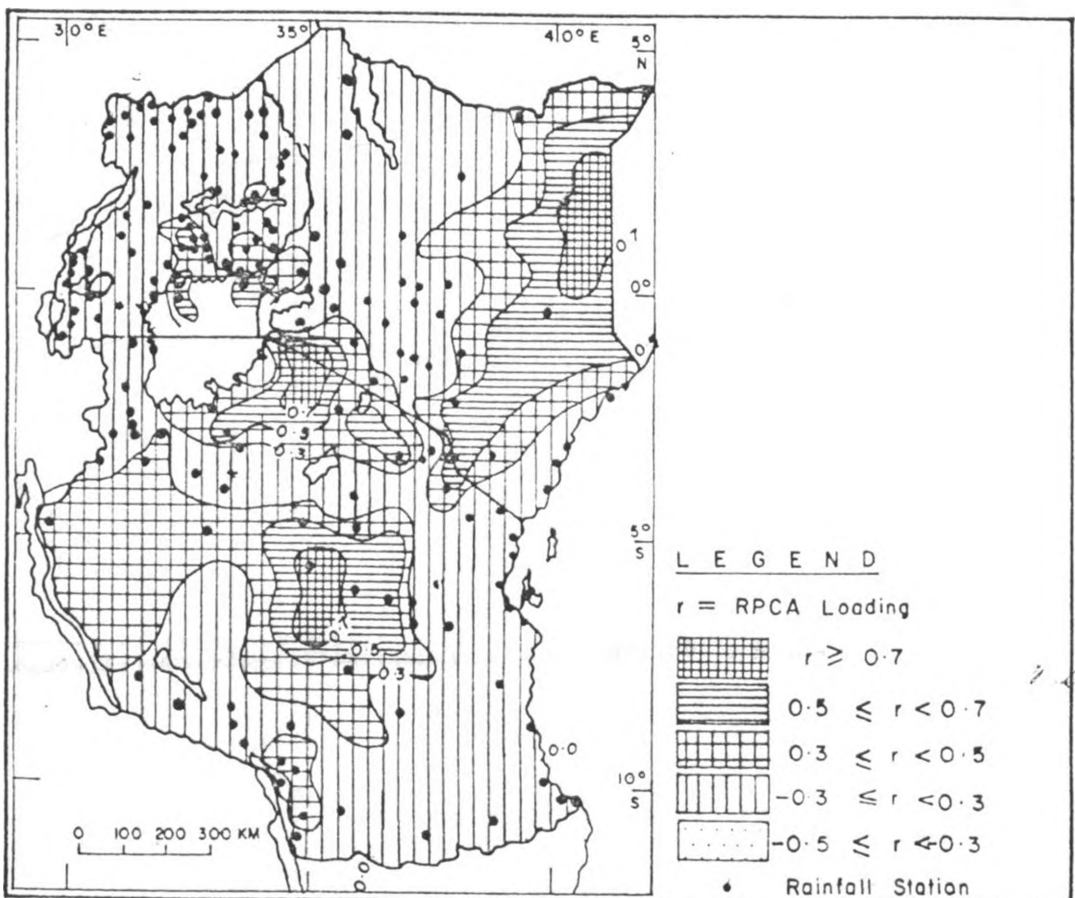 30°E 35° 40°E
5°
N
0·7
0°
0·7
0·5
0·3
5°
S
L E G E N D
r = RPCA Loading
r ≥ 0·7
0·5 ≤ r < 0·7
0·3 ≤ r < 0·5
-0·3 ≤ r < 0·3
-0·5 ≤ r <-0·3
Rainfall Station
0·5
0·3
0·0
10°
S
0 100 200 300 KM
0·0